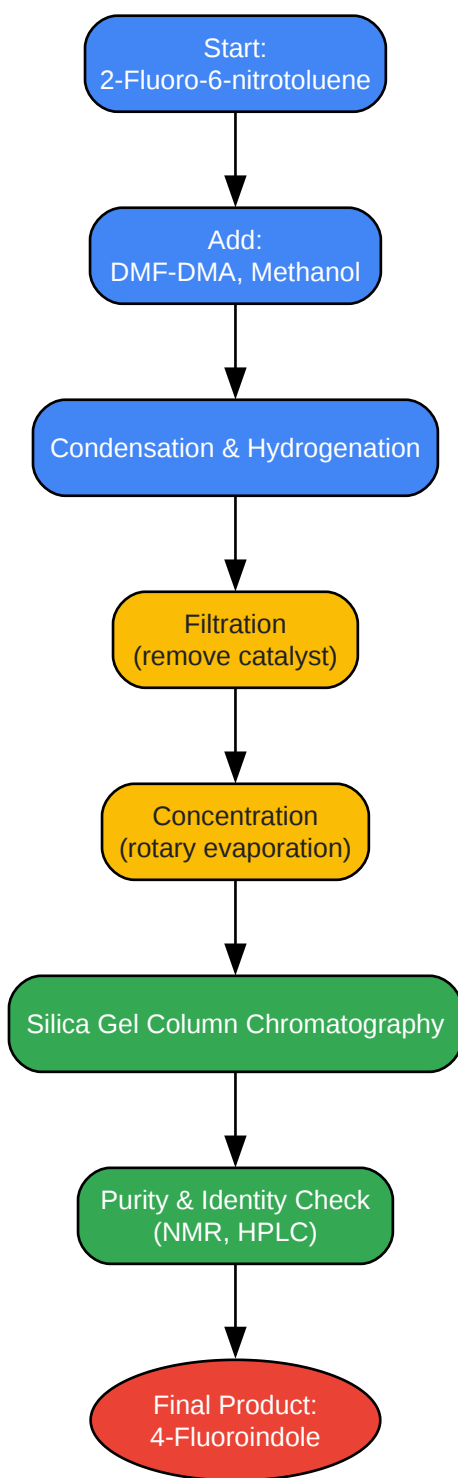 Start:
2-Fluoro-6-nitrotoluene
Add:
DMF-DMA, Methanol
Condensation & Hydrogenation
Filtration
(remove catalyst)
Concentration
(rotary evaporation)
Silica Gel Column Chromatography
Purity & Identity Check
(NMR, HPLC)
Final Product:
4-Fluoroindole